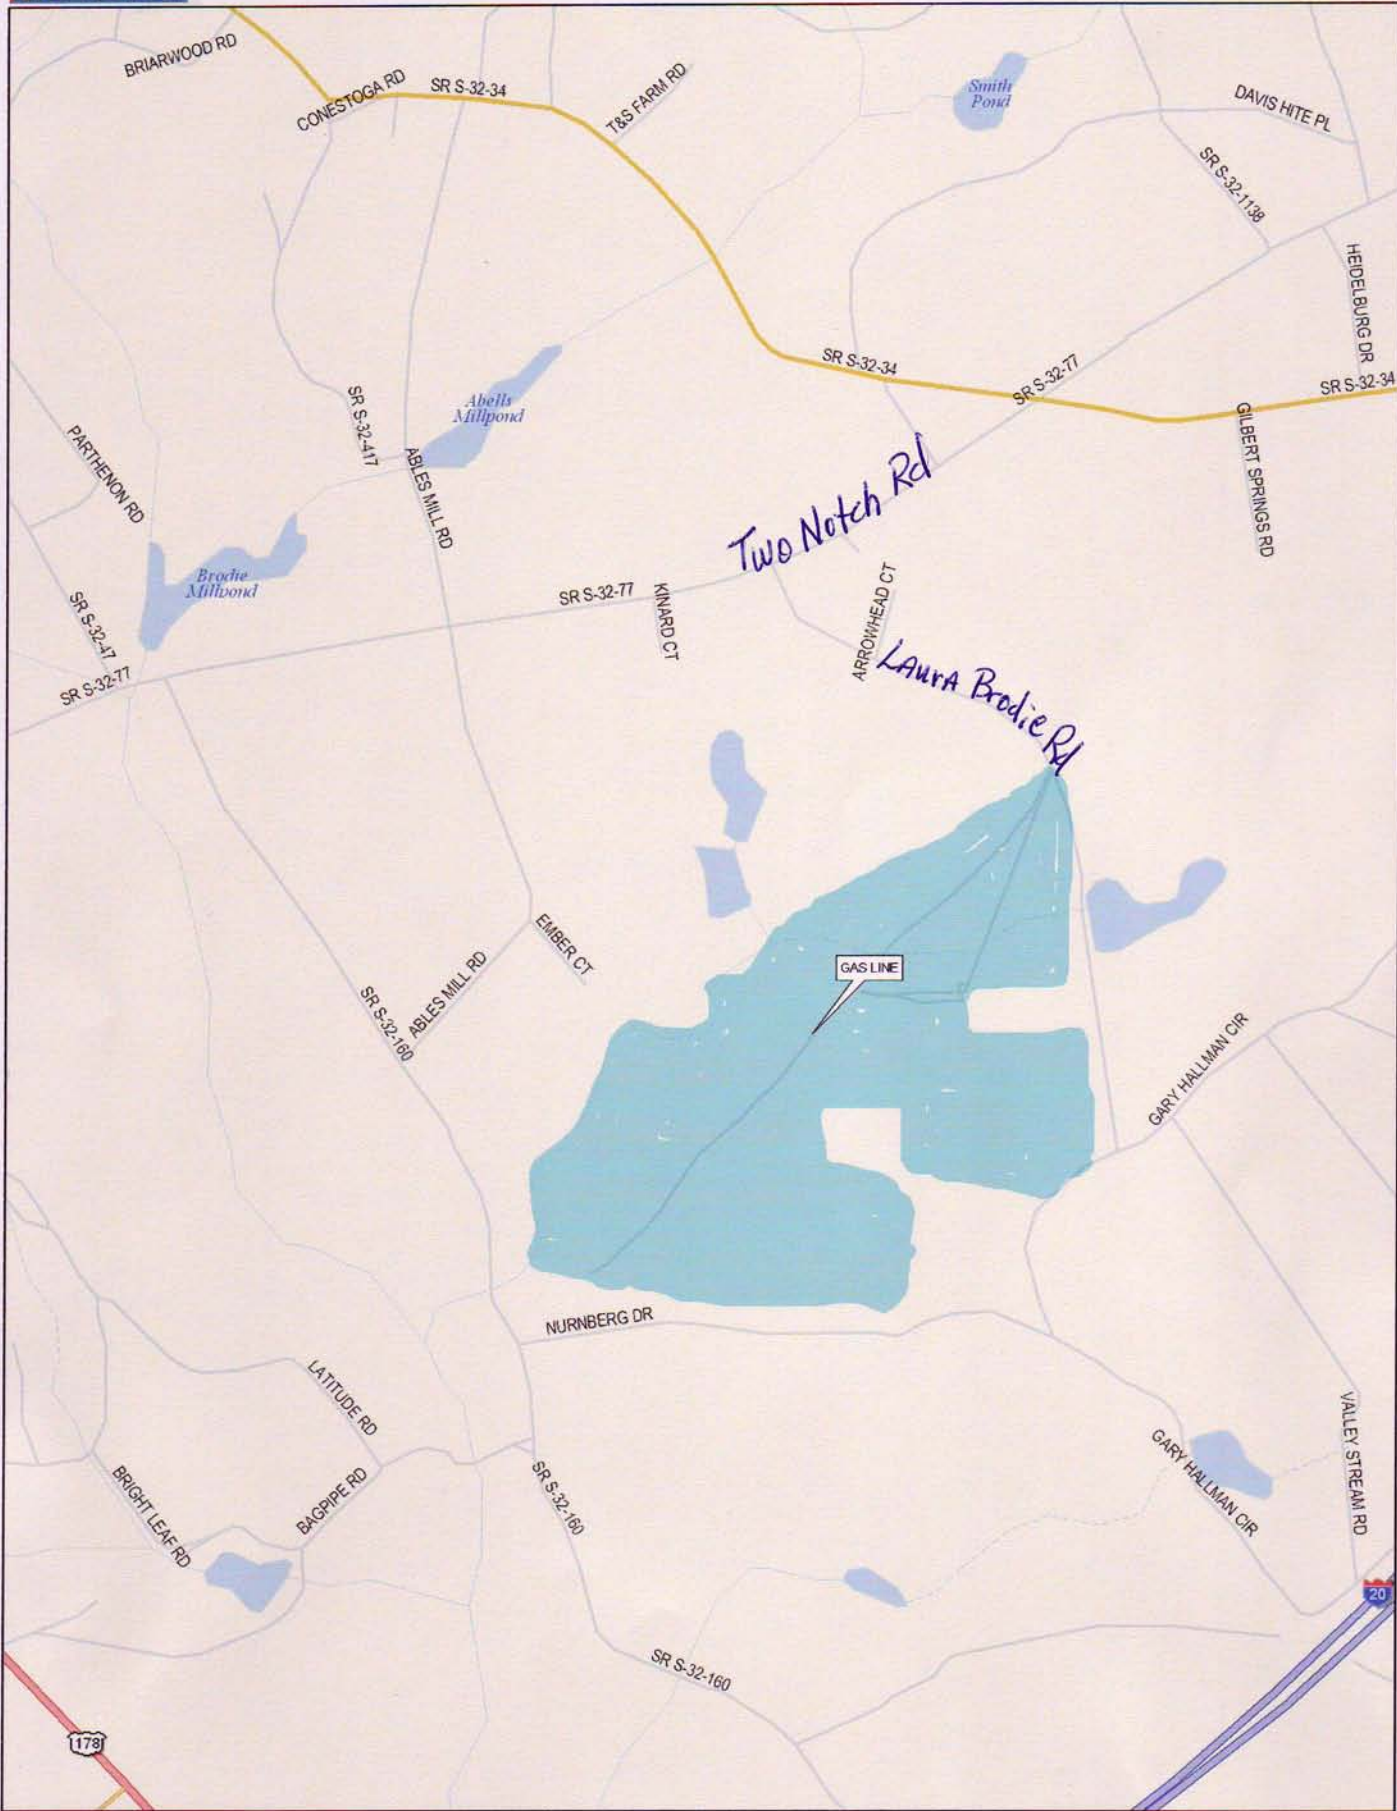 BRIARWOOD RD
CONESTOGA RD
SR S-32-34
T&S FARM RD
Smith
Pond
DAVIS HITE PL
SR S-32-1138
HEIDELBURG DR
SR S-32-34
SR S-32-77
SR S-32-34
GILBERT SPRINGS RD
Abells
Millpond
SR S-32-417
ABLES MILL RD
PARTHENON RD
Two Notch Rd
Brodie
Millpond
SR S-32-77
KINARD CT
ARROWHEAD CT
SR S-32-47
SR S-32-77
Laura Brodie Rd
EMBER CT
ABLES MILL RD
SR S-32-160
GAS LINE
GARY HALLMAN CIR
NURNBERG DR
LATITUDE RD
BAGPIPE RD
BRIGHT LEAF RD
SR S-32-160
GARY HALLMAN CIR
VALLEY STREAM RD
20
SR S-32-160
178